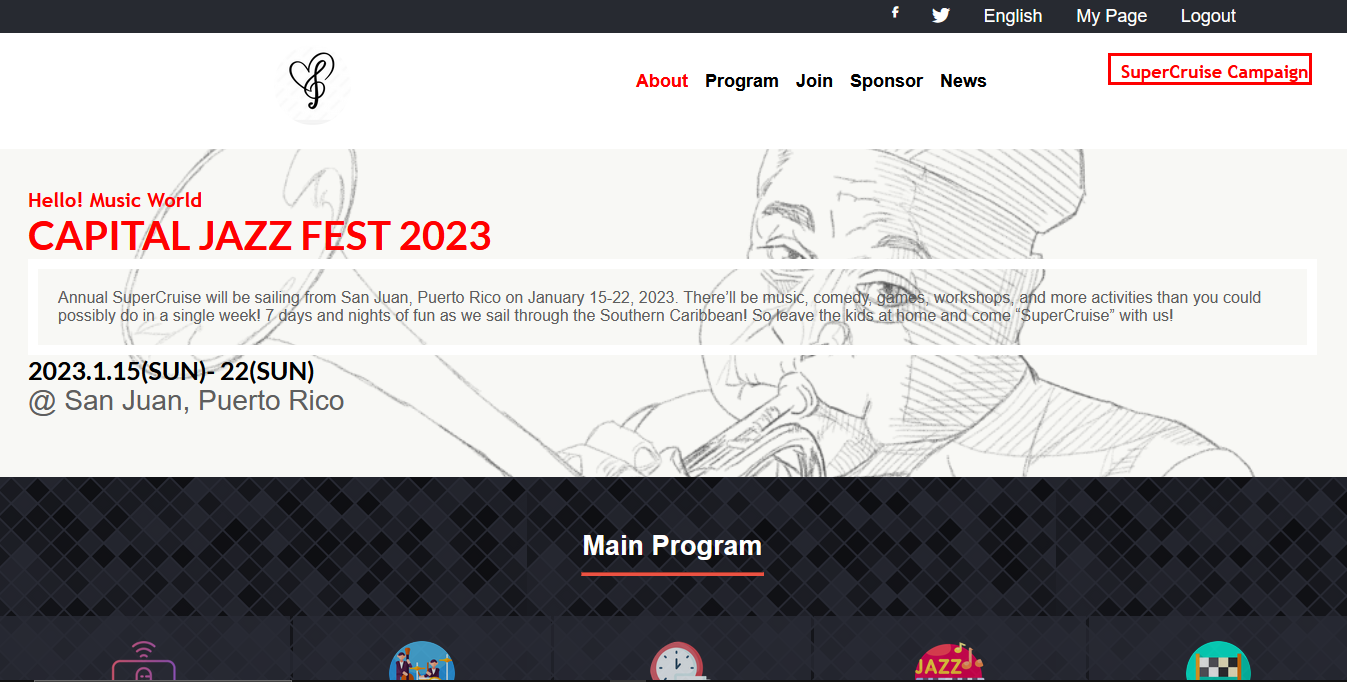 English My Page Logout
About Program Join Sponsor News
SuperCruise Campaign
Hello! Music World
CAPITAL JAZZ FEST 2023
Annual SuperCruise will be sailing from San Juan, Puerto Rico on January 15-22, 2023. There’ll be music, comedy, games, workshops, and more activities than you could
possibly do in a single week! 7 days and nights of fun as we sail through the Southern Caribbean! So leave the kids at home and come “SuperCruise” with us!
2023.1.15(SUN)- 22(SUN)
@ San Juan, Puerto Rico
Main Program
JAZZ